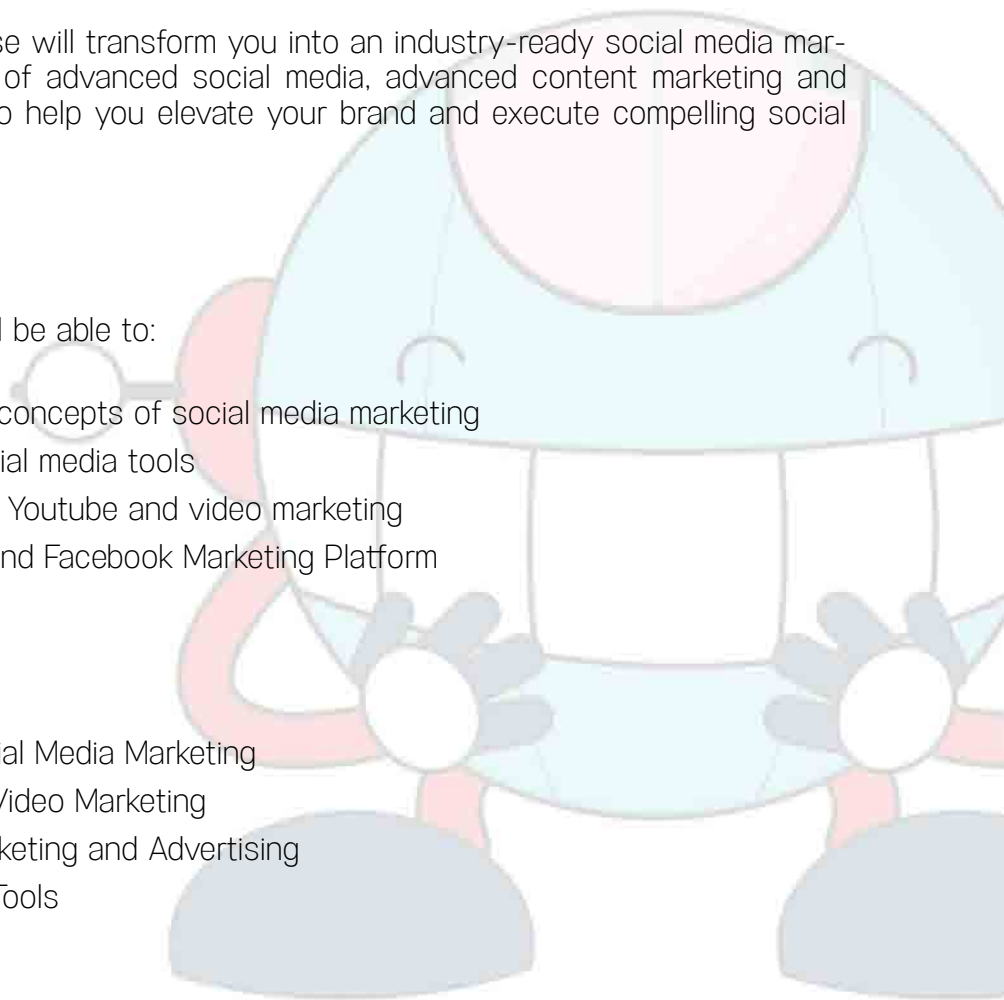 se will transform you into an industry-ready social media mar-
of advanced social media, advanced content marketing and
o help you elevate your brand and execute compelling social
l be able to:
concepts of social media marketing
ial media tools
Youtube and video marketing
nd Facebook Marketing Platform
ial Media Marketing
Video Marketing
keting and Advertising
Tools